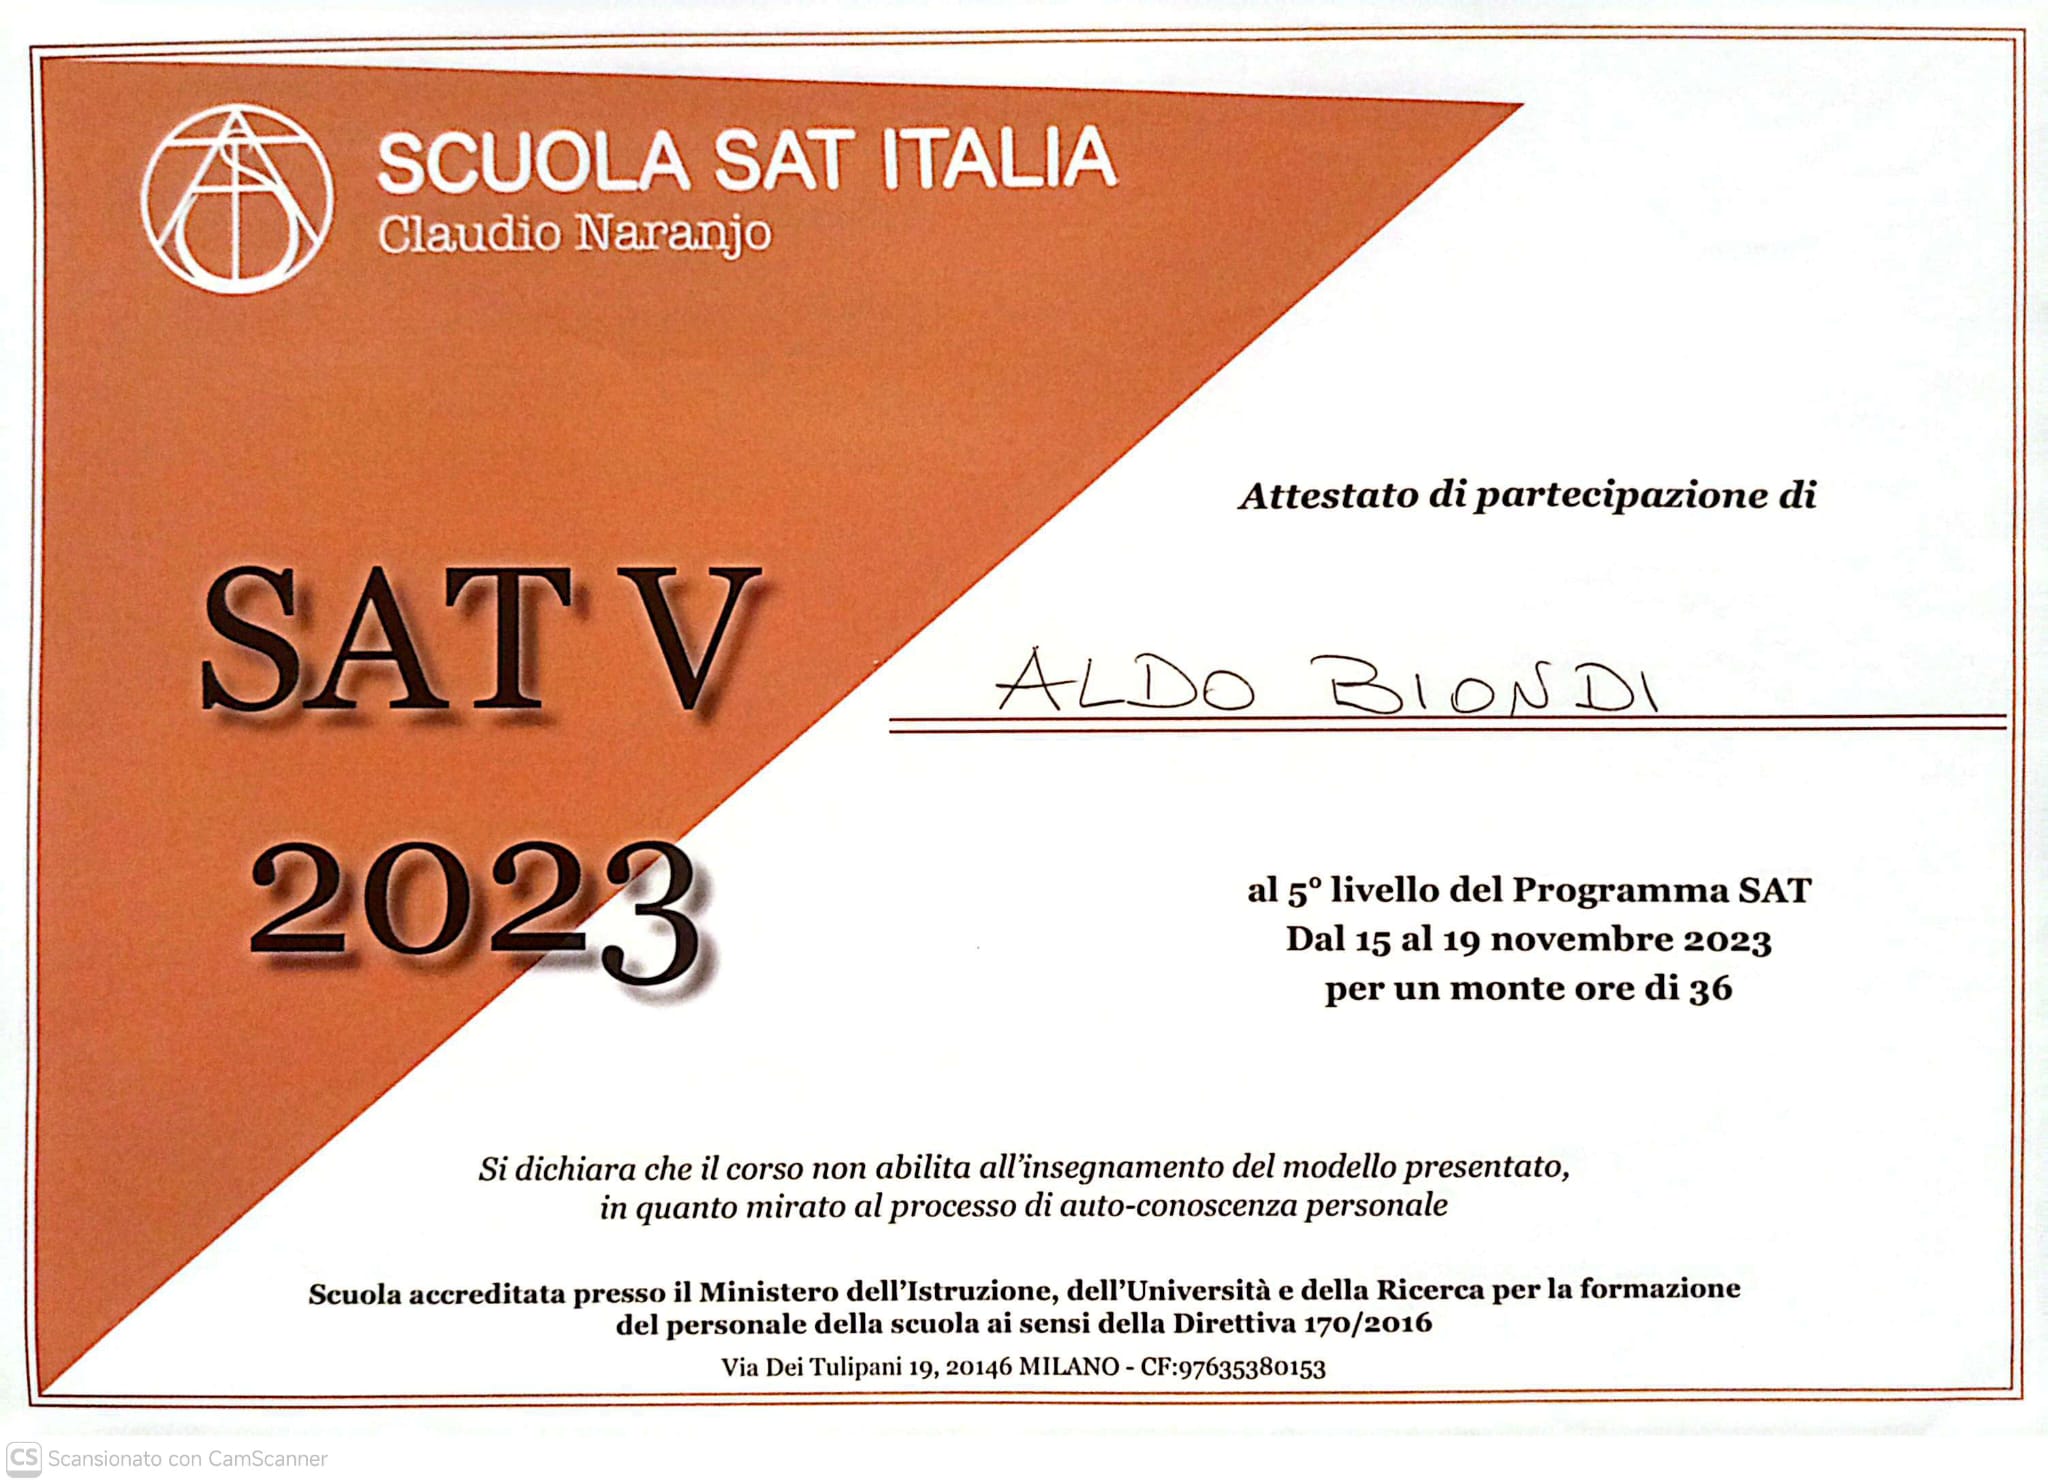 SCUOLA SAT ITALIA
Claudio Naranjo
SAT V
2023
Attestato di partecipazione di
ALDO BIONDI
al 5° livello del Programma SAT
Dal 15 al 19 novembre 2023
per un monte ore di 36
Si dichiara che il corso non abilita all'insegnamento del modello presentato,
in quanto mirato al processo di auto-conoscenza personale
Scuola accreditata presso il Ministero dell'Istruzione, dell'Università e della Ricerca per la formazione
del personale della scuola ai sensi della Direttiva 170/2016
Via Dei Tulipani 19, 20146 MILANO - CF:97635380153
CS Scansionato con CamScanner